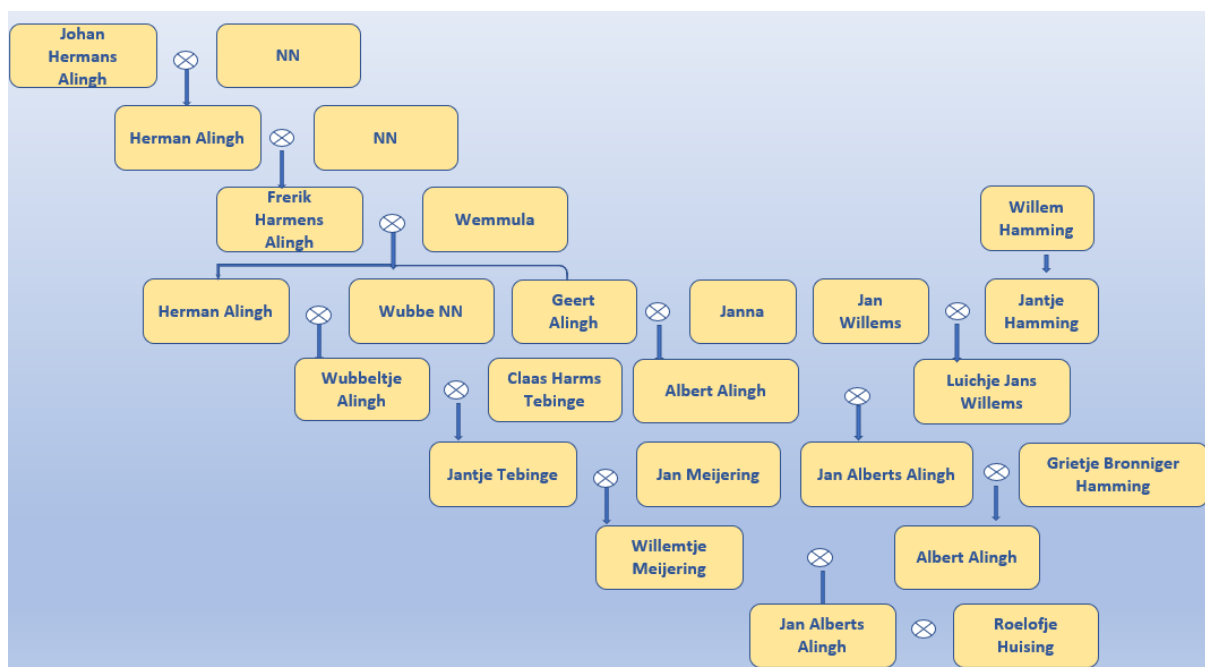 Johan
Hermans
Alingh
NN
Herman Alingh
NN
Frerik
Harmens
Alingh
Wemmula
Willem
Hamming
Herman Alingh
Wubbe NN
Geert
Alingh
Janna
Jan
Willems
Jantje
Hamming
Wubbeltje
Alingh
Claas Harms
Tebinge
Albert Alingh
Luichje Jans
Willems
Jantje Tebinge
Jan Meijering
Jan Alberts Alingh
Grietje Bronniger
Hamming
Willemtje
Meijering
Albert Alingh
Jan Alberts
Alingh
Roelofje
Huising